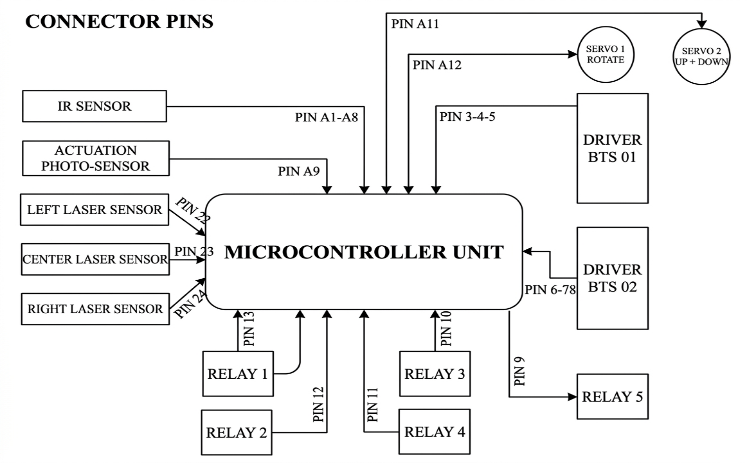 CONNECTOR PINS
PIN A11
SERVO 1
ROTATE
SERVO 2
UP + DOWN
PIN A12
IR SENSOR
PIN A1-A8
PIN 3-4-5
DRIVER
BTS 01
ACTUATION
PHOTO-SENSOR
PIN A9
LEFT LASER SENSOR
PIN 22
CENTER LASER SENSOR
PIN 23
MICROCONTROLLER UNIT
DRIVER
BTS 02
PIN 6-78
RIGHT LASER SENSOR
PIN 24
PIN 13
PIN 10
RELAY 1
RELAY 3
PIN 9
PIN 12
PIN 11
RELAY 5
RELAY 2
RELAY 4